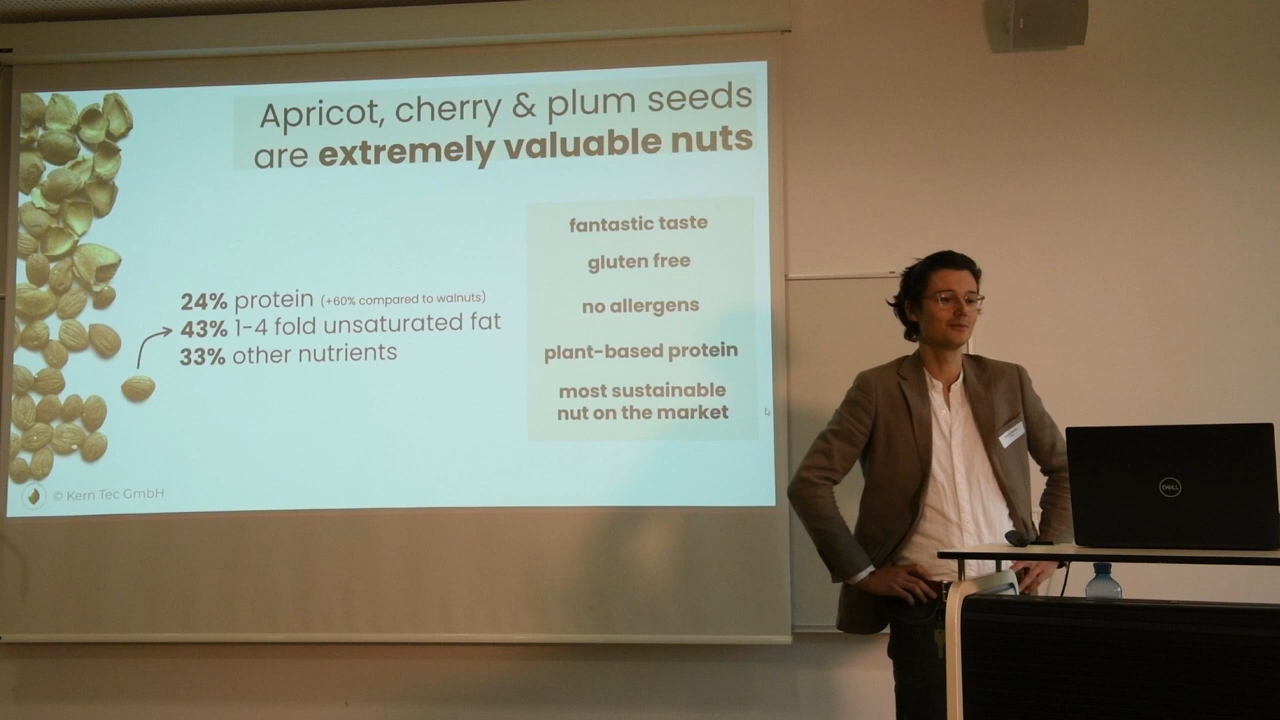 Apricot, cherry & plum seeds
are extremely valuable nuts
24% protein (+60% compared to walnuts)
43% 1-4 fold unsaturated fat
33% other nutrients
fantastic taste
gluten free
no allergens
plant-based protein
most sustainable
nut on the market
© Kern Tec GmbH
DELL